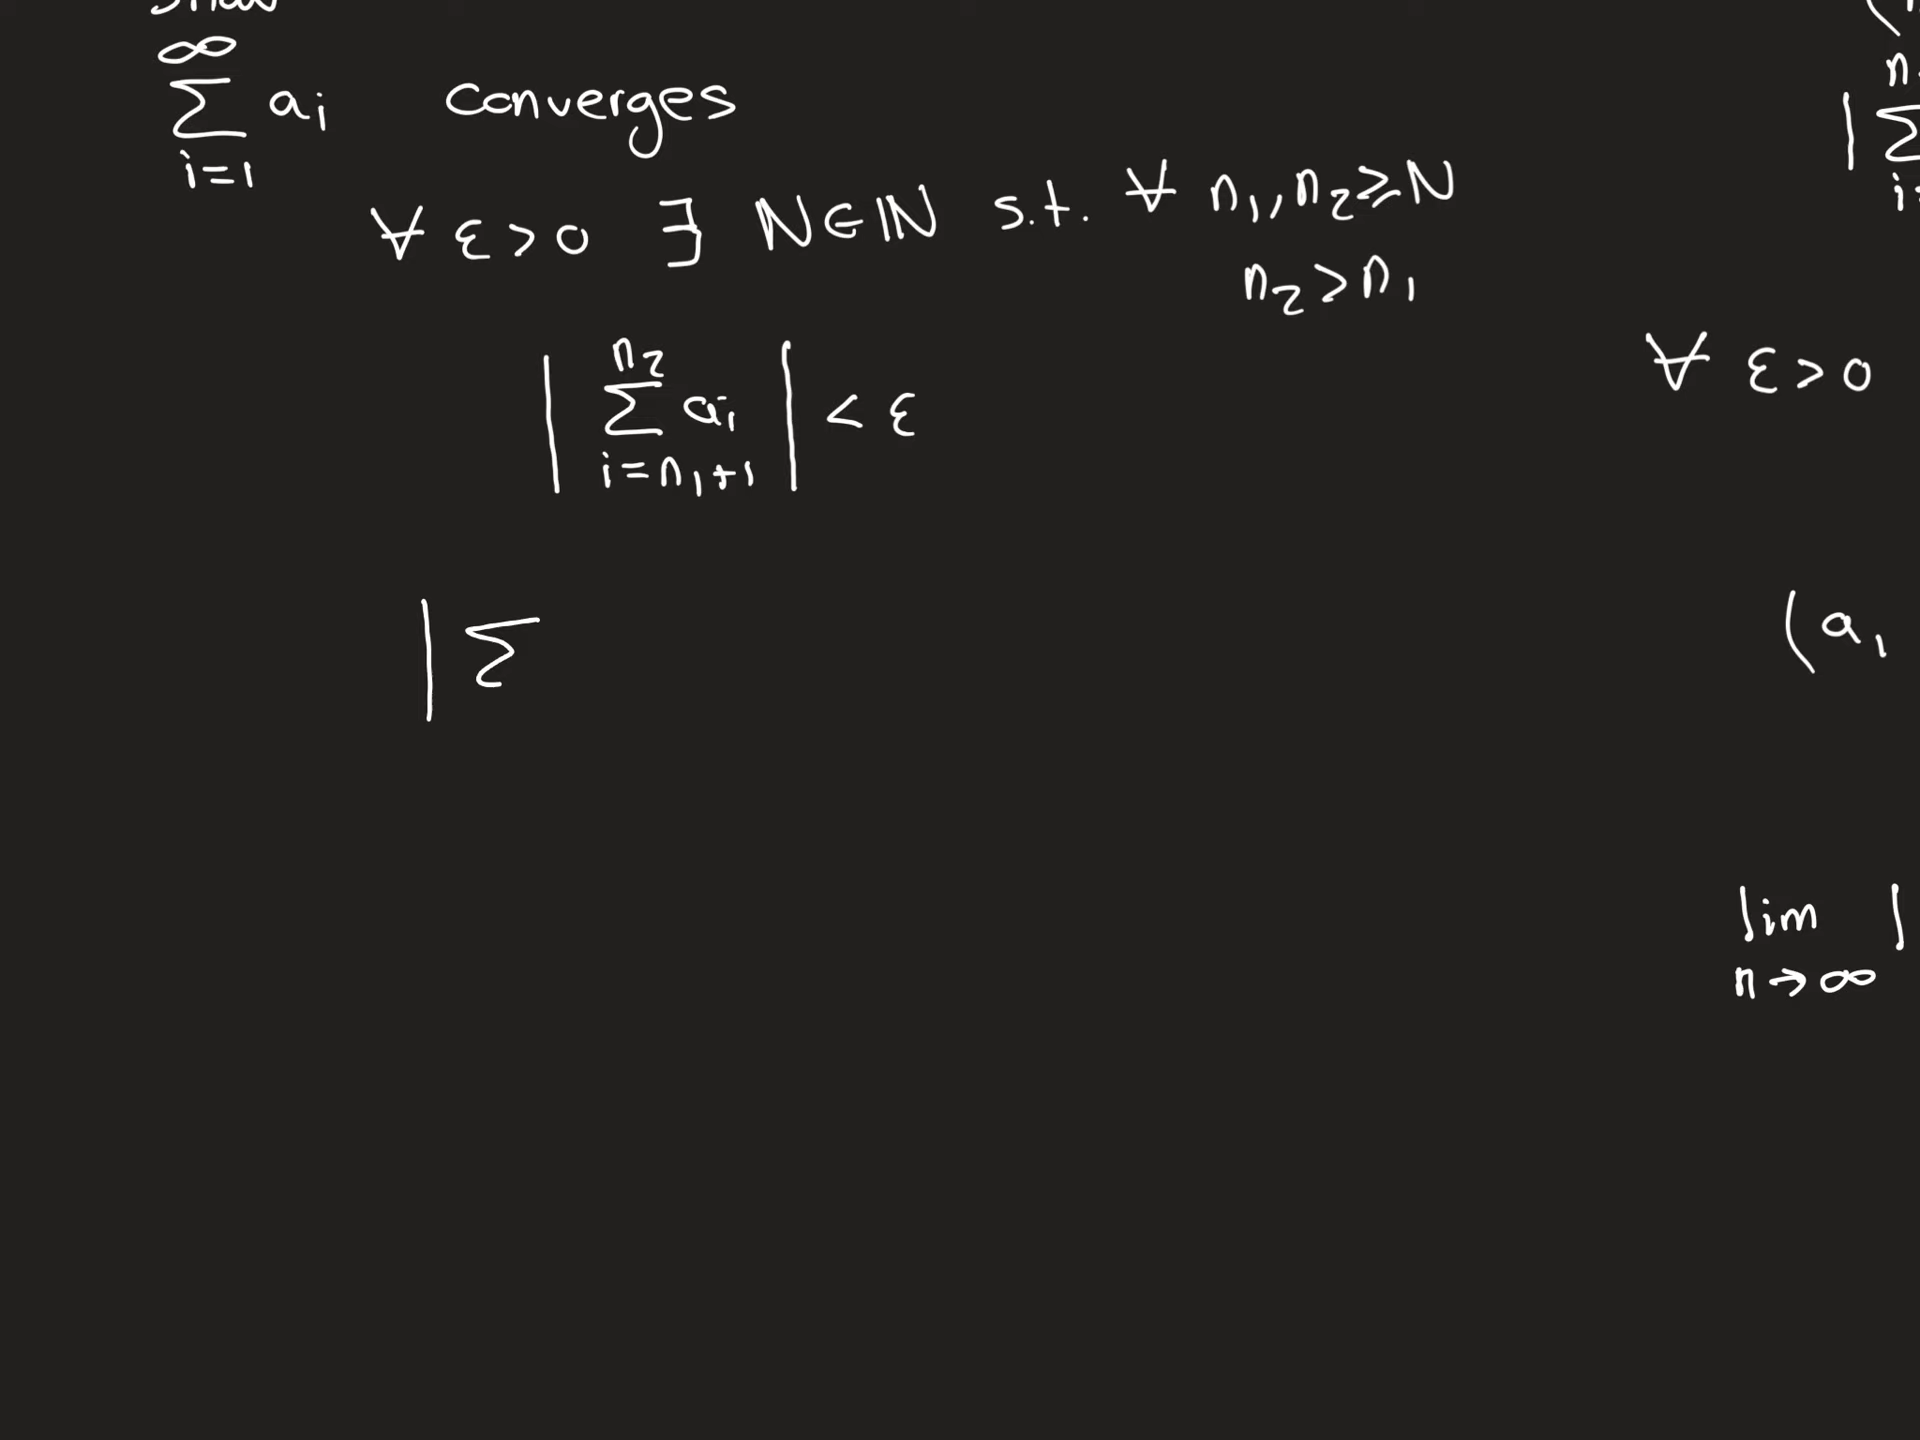 ∞
∑ aᵢ converges
i=1
∀ ε>0 ∃ N∈ℕ s.t. ∀ n₁,n₂≥N
n₂>n₁
n₂
| ∑ aᵢ | < ε
i=n₁+1
| ∑
n
| ∑
i
∀ ε>0
(a₁
lim |
n→∞